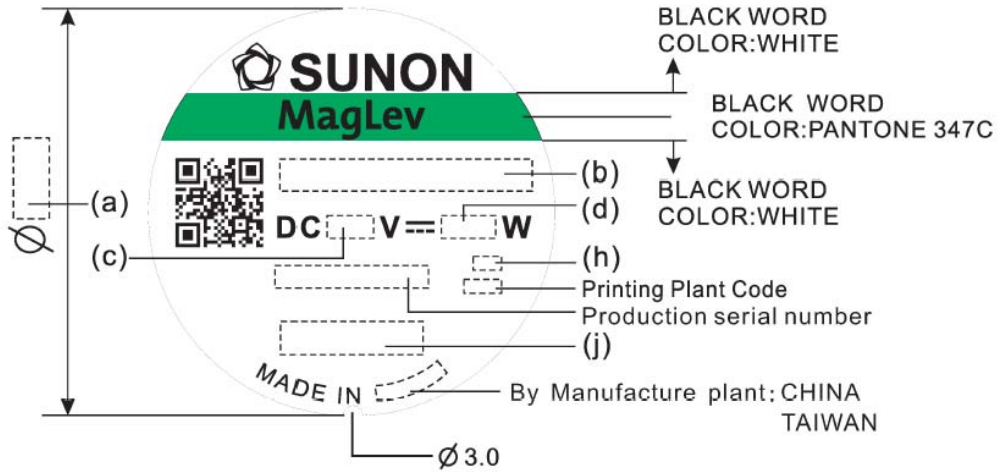 BLACK WORD
COLOR:WHITE
SUNON
MagLev
BLACK WORD
COLOR:PANTONE 347C
(b)
BLACK WORD
COLOR:WHITE
(a)
(d)
DC V W
Ø
(c)
(h)
Printing Plant Code
Production serial number
(j)
MADE IN
By Manufacture plant: CHINA
TAIWAN
Ø3.0